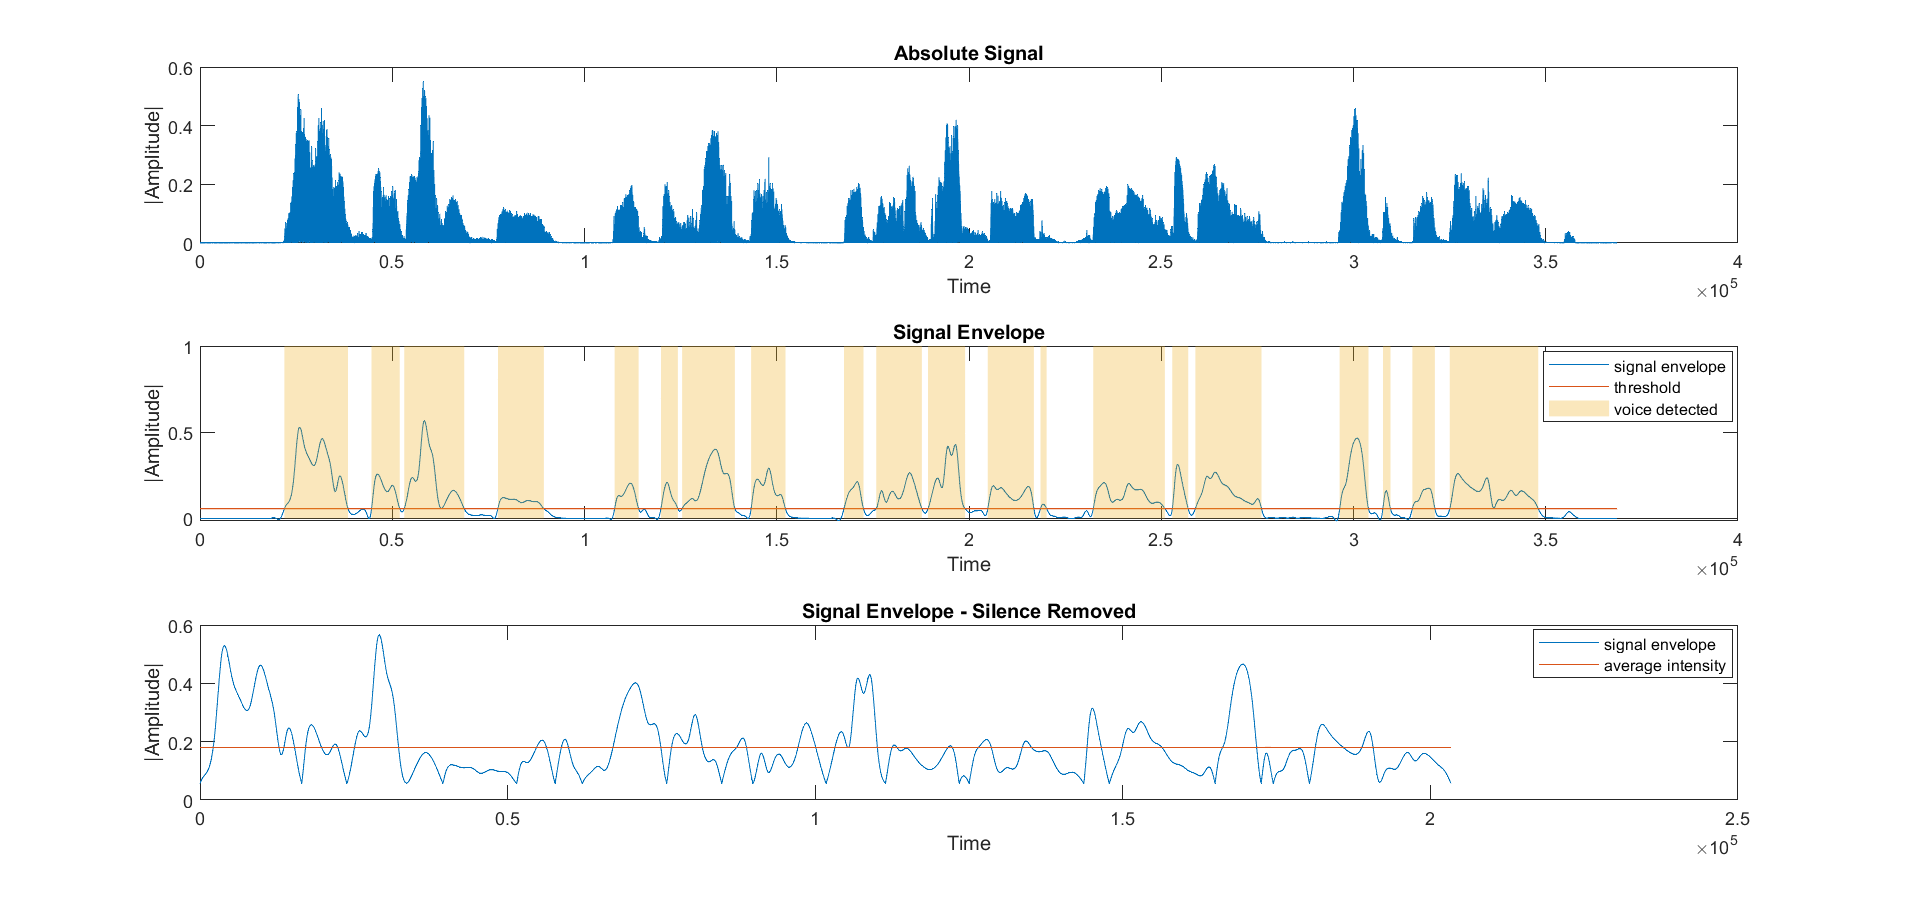 Absolute Signal
0.6
0.4
0.2
0
|Amplitude|
0 0.5 1 1.5 2 2.5 3 3.5 4
Time
×10^5
Signal Envelope
1
0.5
0
|Amplitude|
signal envelope
threshold
voice detected
0 0.5 1 1.5 2 2.5 3 3.5 4
Time
×10^5
Signal Envelope - Silence Removed
0.6
0.4
0.2
0
|Amplitude|
signal envelope
average intensity
0 0.5 1 1.5 2 2.5
Time
×10^5